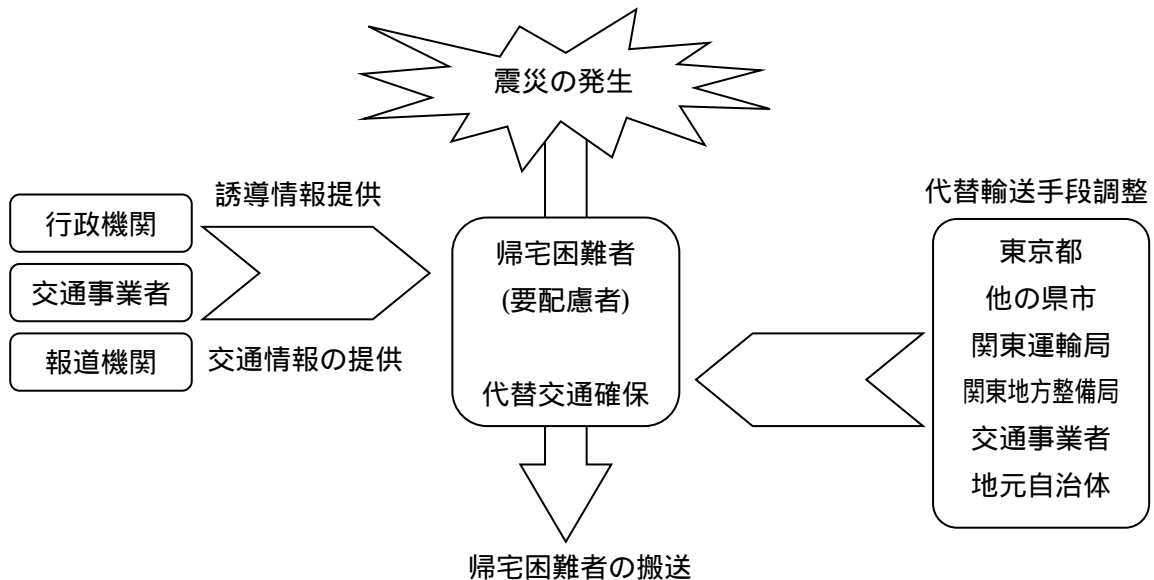 震災の発生
誘導情報提供
行政機関
交通事業者
報道機関
交通情報の提供
帰宅困難者
(要配慮者)
代替交通確保
代替輸送手段調整
東京都
他の県市
関東運輸局
関東地方整備局
交通事業者
地元自治体
帰宅困難者の搬送